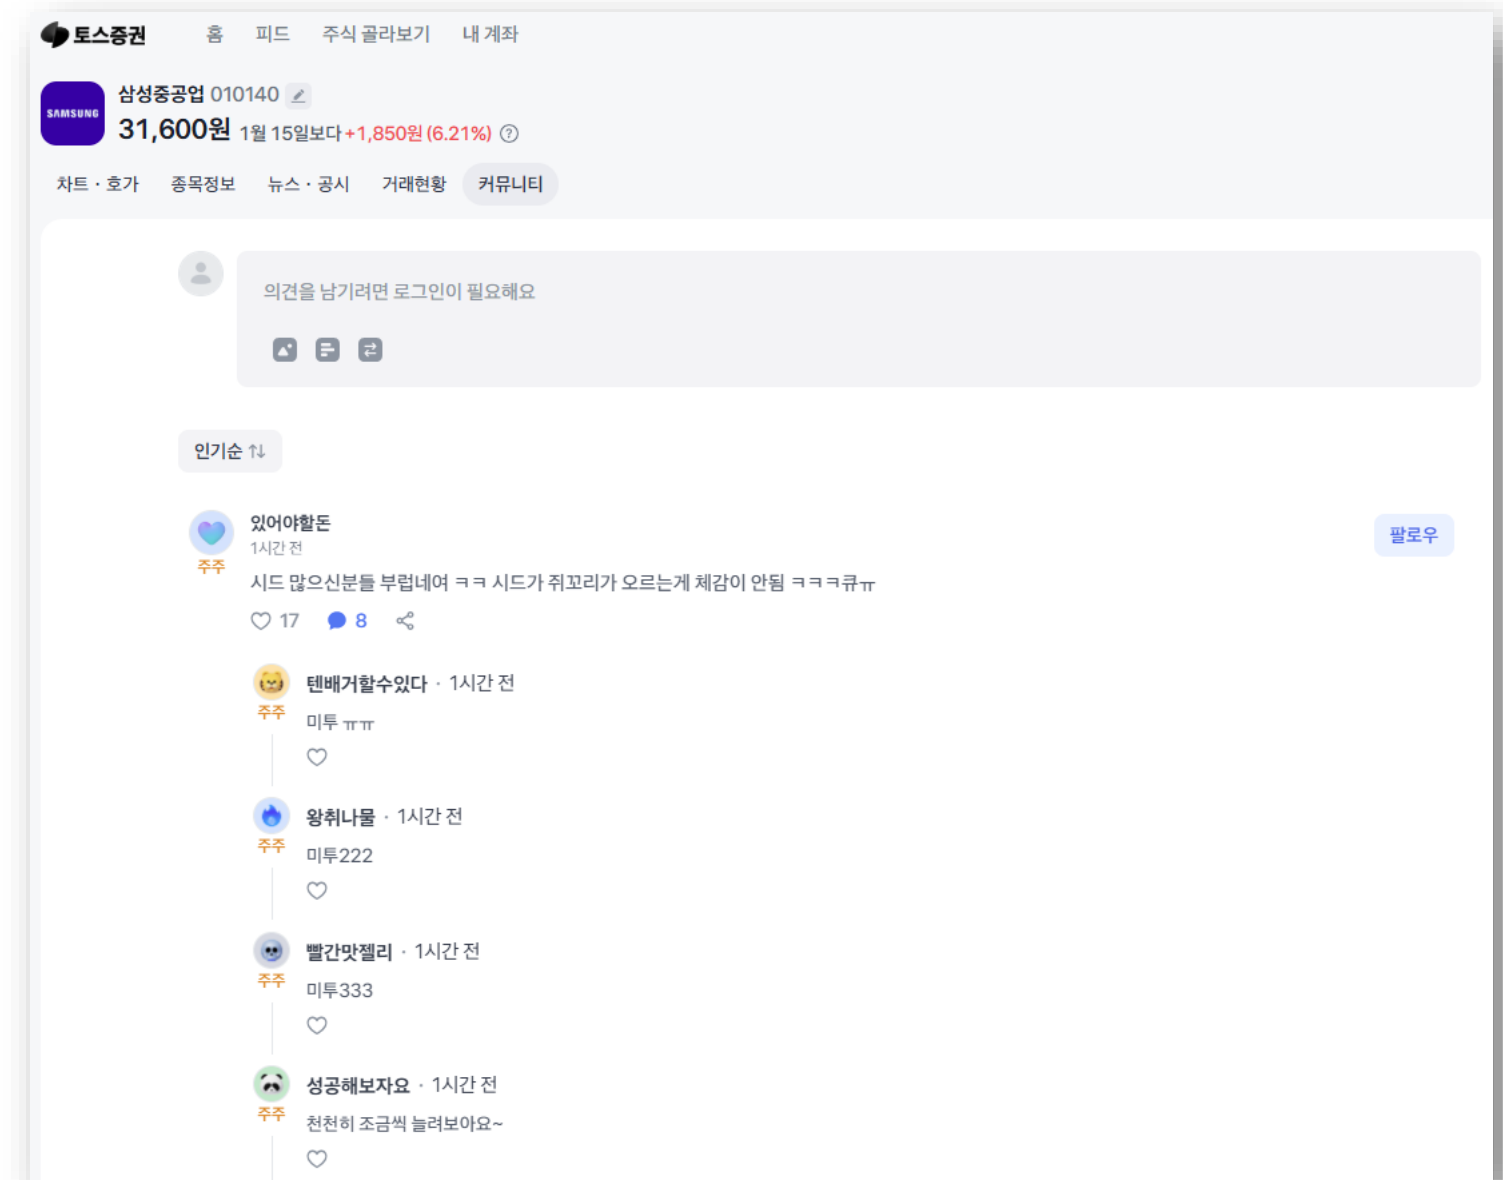 토스증권 홈 피드 주식 골라보기 내 계좌
SAMSUNG
삼성중공업 010140
31,600원 1월 15일보다 +1,850원 (6.21%) ?
차트 · 호가 종목정보 뉴스 · 공시 거래현황 커뮤니티
의견을 남기려면 로그인이 필요해요
인기순
있어야할돈
1시간 전
팔로우
주주
시드 많으신분들 부럽네여 ㅋㅋ 시드가 쥐꼬리가 오르는게 체감이 안됨 ㅋㅋㅋ큐ㅠ
17 8
텐배거할수있다 · 1시간 전
주주
미투 ㅠㅠ
왕취나물 · 1시간 전
주주
미투222
빨간맛젤리 · 1시간 전
주주
미투333
성공해보자요 · 1시간 전
주주
천천히 조금씩 늘려보아요~